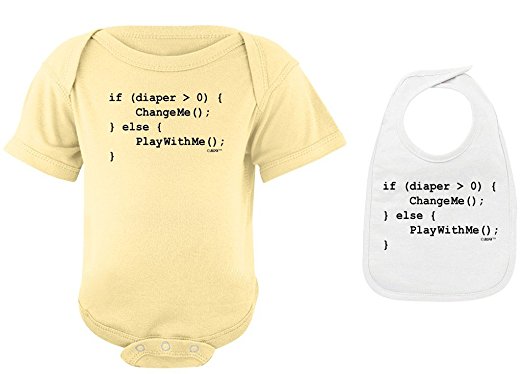 if (diaper > 0) {
    ChangeMe();
} else {
    PlayWithMe();
}
if (diaper > 0) {
    ChangeMe();
} else {
    PlayWithMe();
}